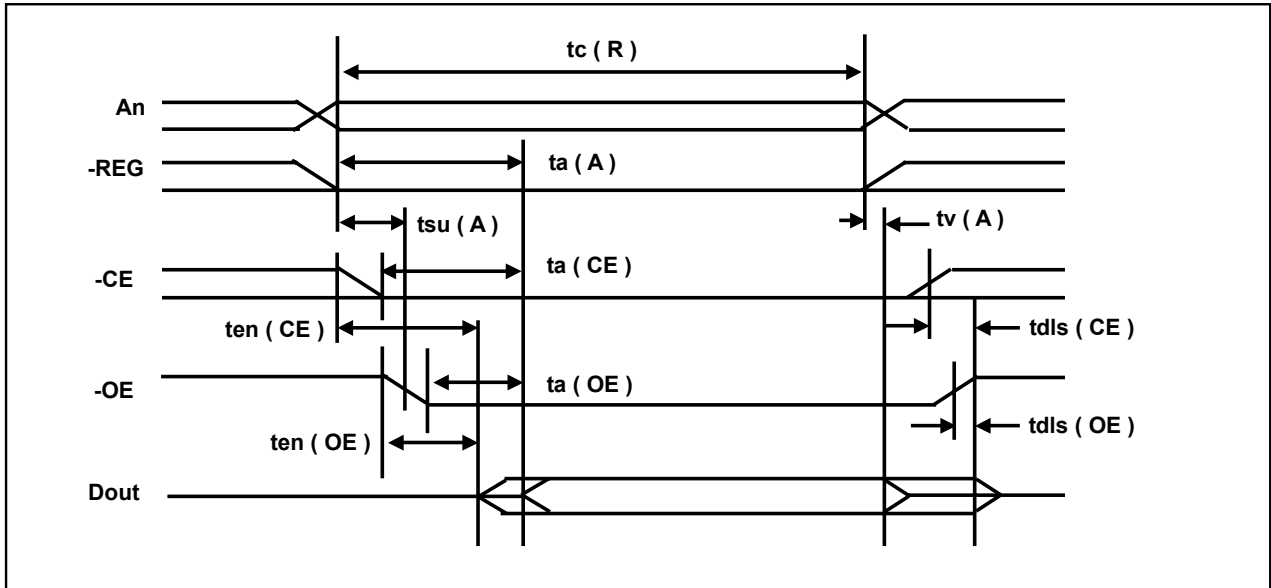 tc ( R )
An
-REG
ta ( A )
tsu ( A )
tv ( A )
-CE
ta ( CE )
ten ( CE )
tdls ( CE )
-OE
ta ( OE )
ten ( OE )
tdls ( OE )
Dout